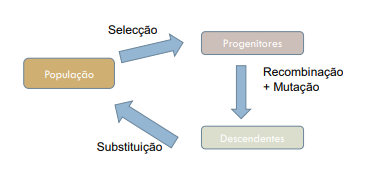 Selecção
Progenitores
População
Recombinação
+ Mutação
Substituição
Descendentes